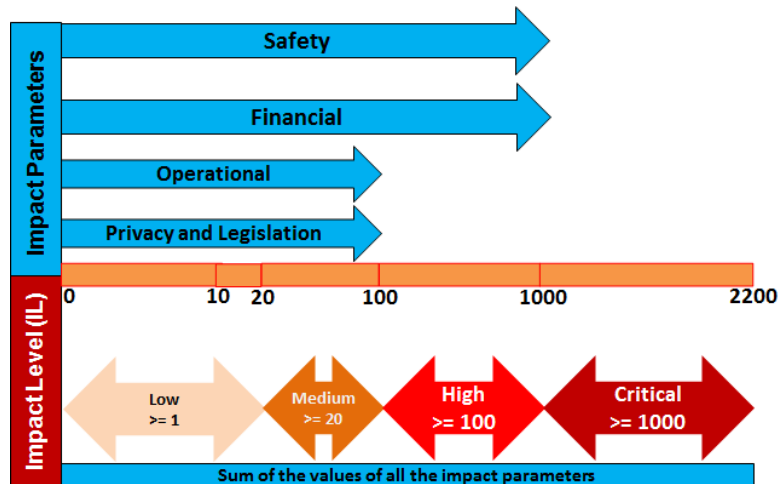 Impact Parameters
Safety
Financial
Operational
Privacy and Legislation
0 10 20 100 1000 2200
Impact Level (IL)
Low
>= 1
Medium
>= 20
High
>= 100
Critical
>= 1000
Sum of the values of all the impact parameters